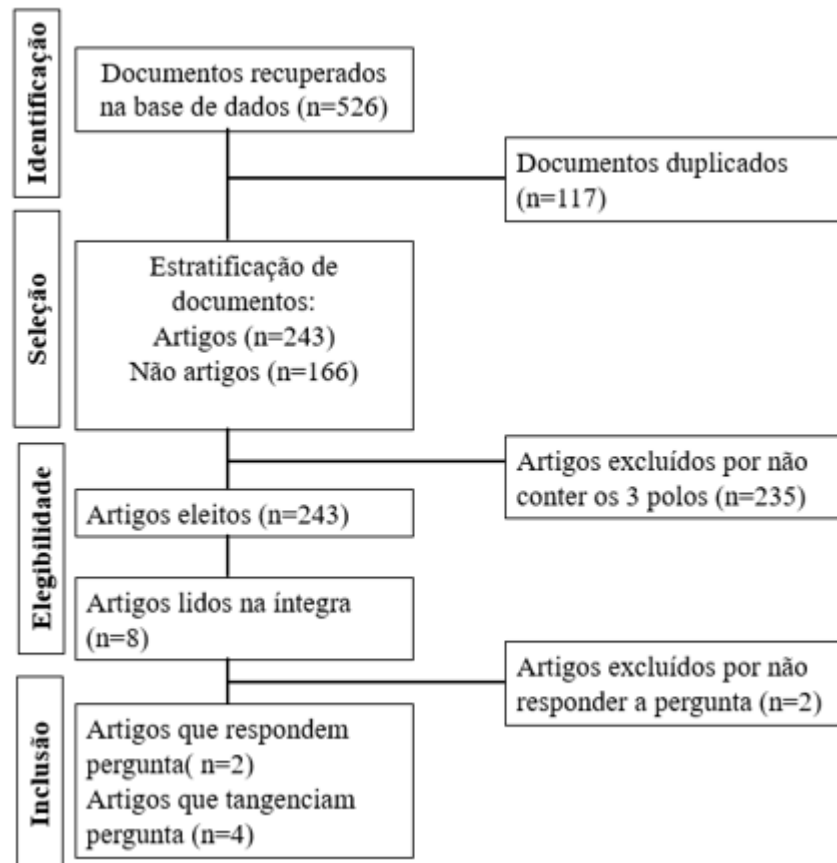 Identificação
Documentos recuperados
na base de dados (n=526)
Documentos duplicados
(n=117)
Seleção
Estratificação de
documentos:
Artigos (n=243)
Não artigos (n=166)
Elegibilidade
Artigos excluídos por não
conter os 3 polos (n=235)
Artigos eleitos (n=243)
Artigos lidos na íntegra
(n=8)
Artigos excluídos por não
responder a pergunta (n=2)
Inclusão
Artigos que respondem
pergunta( n=2)
Artigos que tangenciam
pergunta (n=4)